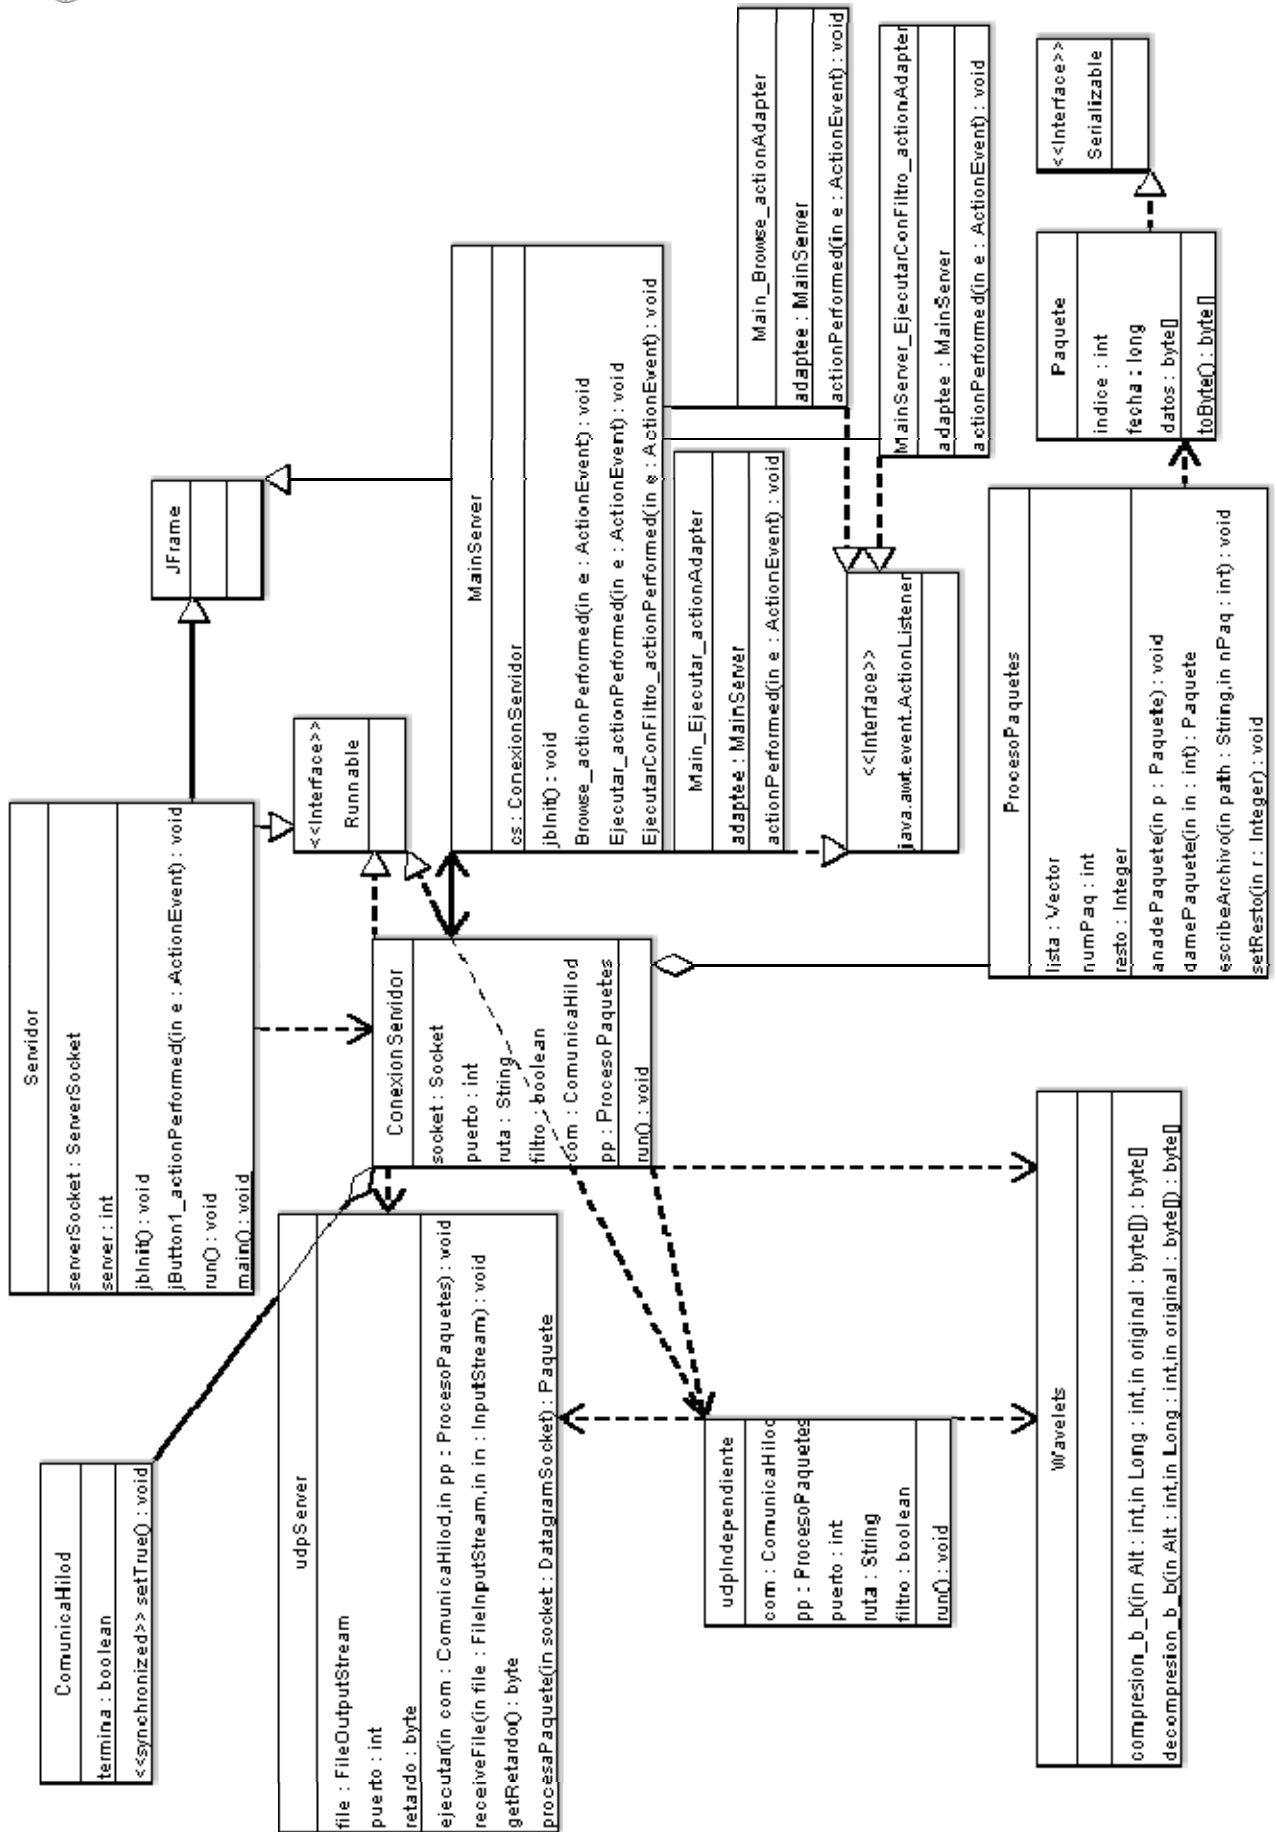 ComunicaHilod
termina : boolean
<<synchronized>> setTrue() : void
Servidor
serverSocket : ServerSocket
server : int
jbInit() : void
jButton1_actionPerformed(in e : ActionEvent) : void
run() : void
main() : void
JFrame
udpServer
file : FileOutputStream
puerto : int
retardo : byte
ejecutar(in com : ComunicaHilod,in pp : ProcesoPaquetes) : void
receiveFile(in file : FileInputStream,in in : InputStream) : void
getRetardo() : byte
procesaPaquete(in socket : DatagramSocket) : Paquete
<<Interface>>
Runnable
ConexionServidor
socket : Socket
puerto : int
ruta : String
filtro : boolean
com : ComunicaHilod
pp : ProcesoPaquetes
run() : void
MainServer
cs : ConexionServidor
jbInit() : void
Browse_actionPerformed(in e : ActionEvent) : void
Ejecutar_actionPerformed(in e : ActionEvent) : void
EjecutarConFiltro_actionPerformed(in e : ActionEvent) : void
Main_Ejecutar_actionAdapter
adaptee : MainServer
actionPerformed(in e : ActionEvent) : void
Main_Browse_actionAdapter
adaptee : MainServer
actionPerformed(in e : ActionEvent) : void
MainServer_EjecutarConFiltro_actionAdapter
adaptee : MainServer
actionPerformed(in e : ActionEvent) : void
<<Interface>>
java.awt.event.ActionListener
udpIndependiente
com : ComunicaHilod
pp : ProcesoPaquetes
puerto : int
ruta : String
filtro : boolean
run() : void
Wavelets
compresion_b_b(in Alt : int,in Long : int,in original : byte[]) : byte[]
decompresion_b_b(in Alt : int,in Long : int,in original : byte[]) : byte[]
ProcesoPaquetes
lista : Vector
numPaq : int
resto : Integer
anadePaquete(in p : Paquete) : void
damePaquete(in in : int) : Paquete
escribeArchivo(in path : String,in nPaq : int) : void
setResto(in r : Integer) : void
Paquete
indice : int
fecha : long
datos : byte[]
toByte() : byte[]
<<Interface>>
Serializable